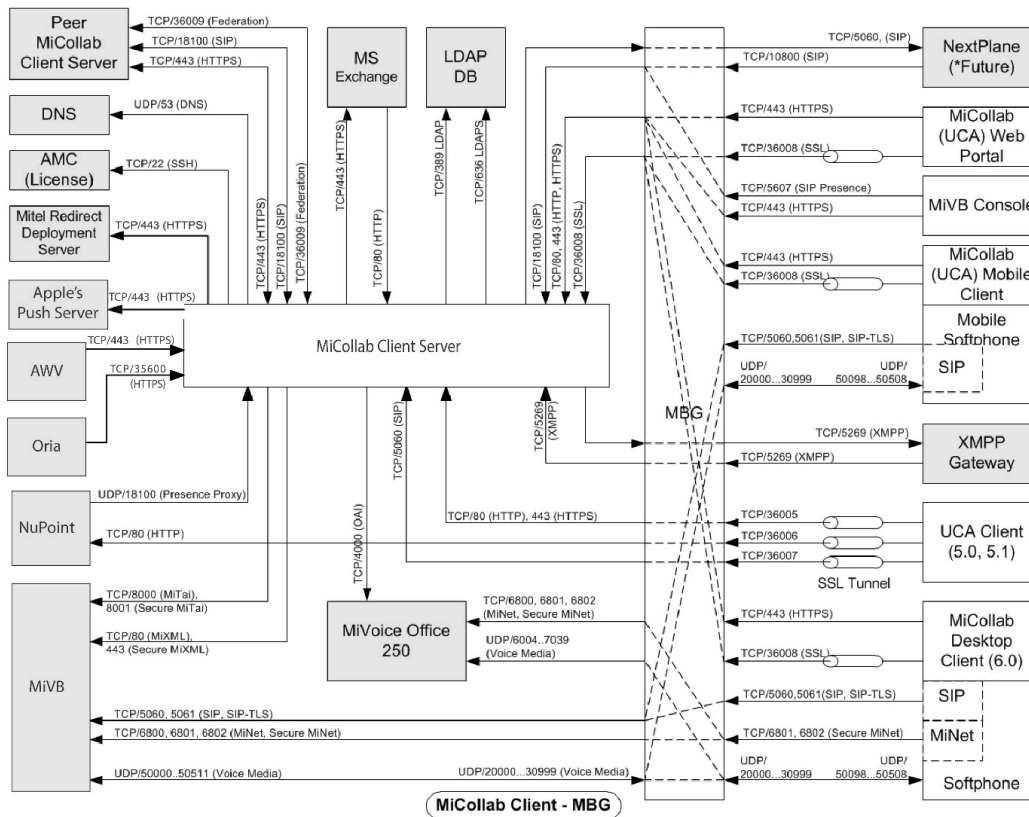 Peer
MiCollab
Client Server
TCP/36009 (Federation)
TCP/18100 (SIP)
TCP/443 (HTTPS)
DNS
UDP/53 (DNS)
AMC
(License)
TCP/22 (SSH)
Mitel Redirect
Deployment
Server
TCP/443 (HTTPS)
Apple's
Push Server
TCP/443 (HTTPS)
AWV
TCP/443 (HTTPS)
TCP/35600
(HTTPS)
Oria
NuPoint
UDP/18100 (Presence Proxy)
TCP/80 (HTTP)
MiVB
TCP/8000 (MiTai),
8001 (Secure MiTai)
TCP/80 (MiXML),
443 (Secure MiXML)
TCP/5060, 5061 (SIP, SIP-TLS)
TCP/6800, 6801, 6802 (MiNet, Secure MiNet)
UDP/50000..50511 (Voice Media)
UDP/20000...30999 (Voice Media)
MS
Exchange
LDAP
DB
TCP/443 (HTTPS)
TCP/18100 (SIP)
TCP/36009 (Federation)
TCP/443 (HTTPS)
TCP/80 (HTTP)
TCP/389 LDAP
TCP/636 LDAPS
TCP/18100 (SIP)
TCP/80, 443 (HTTP, HTTPS)
TCP/36008 (SSL)
MiCollab Client Server
TCP/4000 (OAI)
TCP/5060 (SIP)
TCP/5269
(XMPP)
TCP/80 (HTTP), 443 (HTTPS)
MiVoice Office
250
TCP/6800, 6801, 6802
(MiNet, Secure MiNet)
UDP/6004..7039
(Voice Media)
MBG
TCP/5060, (SIP)
TCP/10800 (SIP)
NextPlane
(*Future)
TCP/443 (HTTPS)
TCP/36008 (SSL)
MiCollab
(UCA) Web
Portal
TCP/5607 (SIP Presence)
TCP/443 (HTTPS)
MiVB Console
TCP/443 (HTTPS)
TCP/36008 (SSL)
MiCollab
(UCA) Mobile
Client
Mobile
Softphone
SIP
TCP/5060,5061(SIP, SIP-TLS)
UDP/
20000...30999
UDP/
50098...50508
TCP/5269 (XMPP)
TCP/5269 (XMPP)
XMPP
Gateway
TCP/36005
TCP/36006
TCP/36007
SSL Tunnel
UCA Client
(5.0, 5.1)
TCP/443 (HTTPS)
TCP/36008 (SSL)
MiCollab
Desktop
Client (6.0)
TCP/5060,5061(SIP, SIP-TLS)
SIP
TCP/6801, 6802 (Secure MiNet)
MiNet
UDP/
20000...30999
UDP/
50098...50508
Softphone
MiCollab Client - MBG